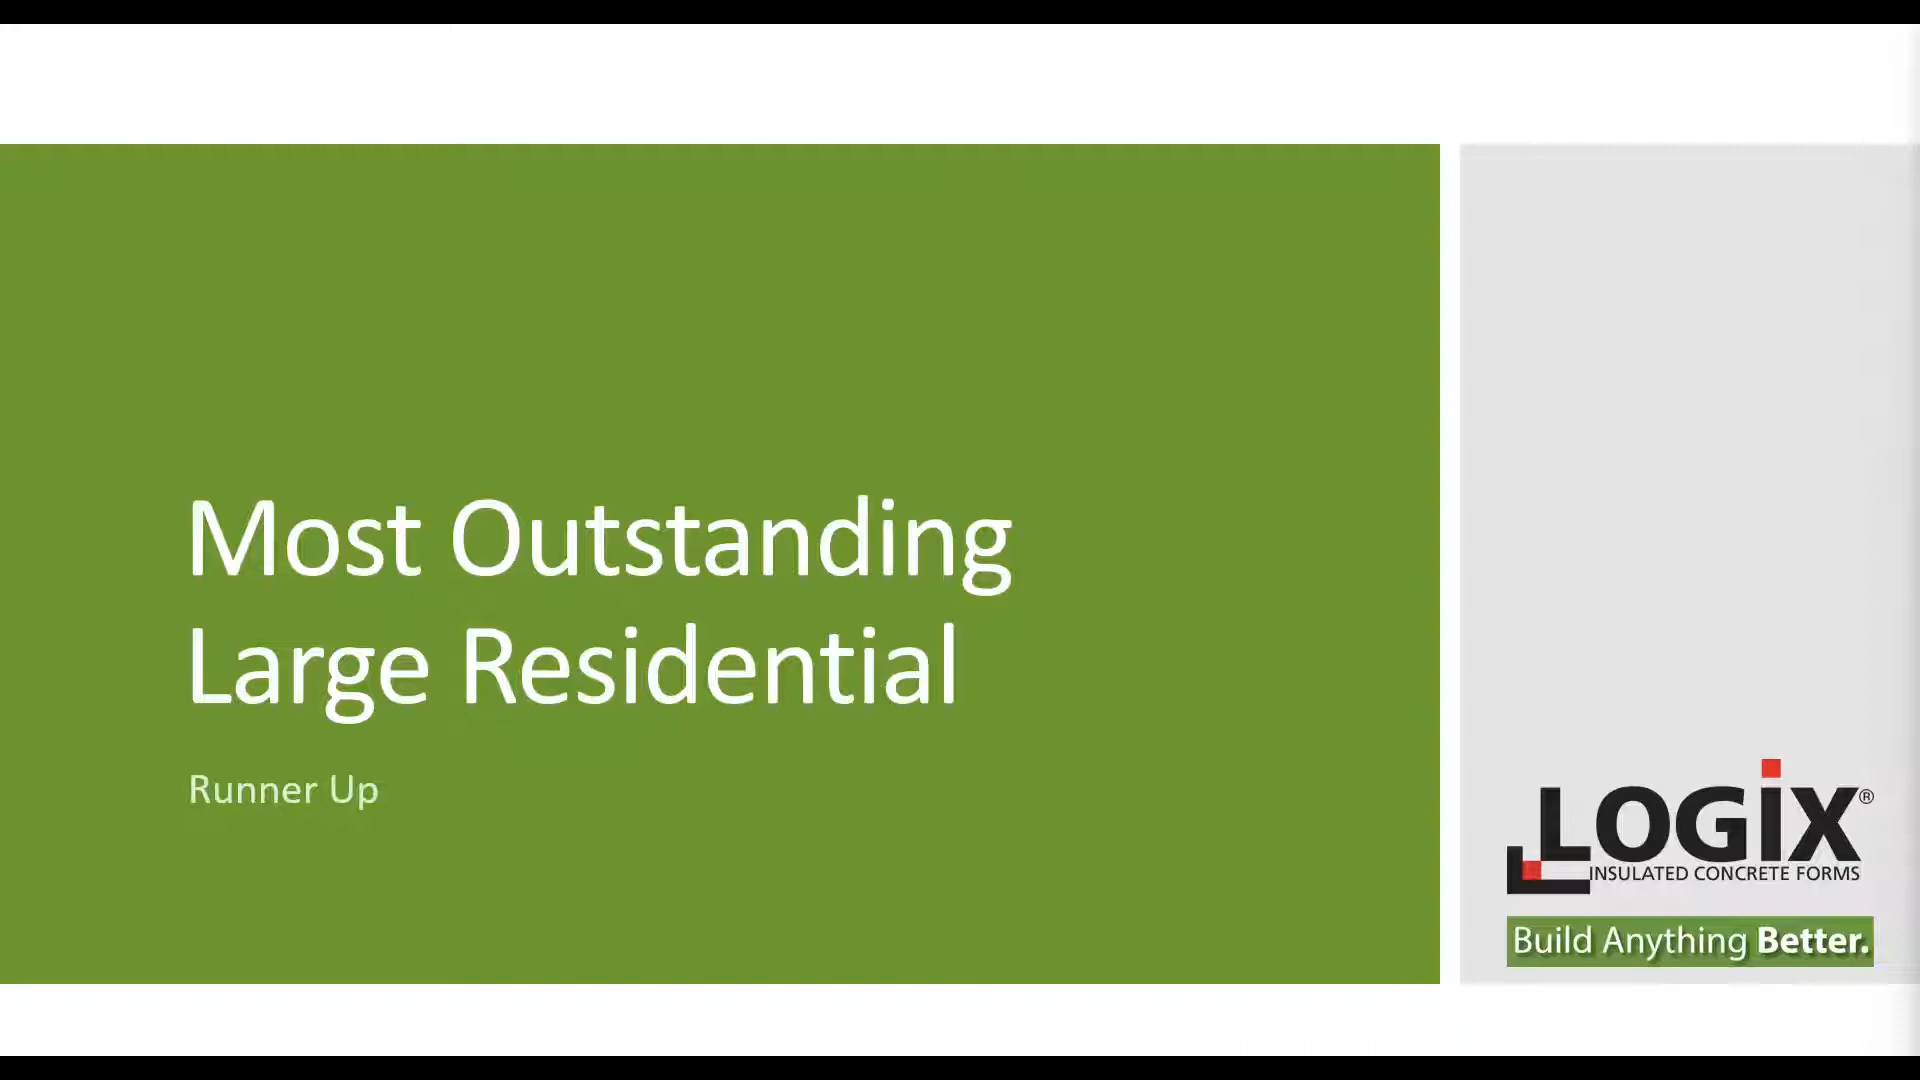 Most Outstanding
Large Residential
Runner Up
LOGIX®
INSULATED CONCRETE FORMS
Build Anything Better.